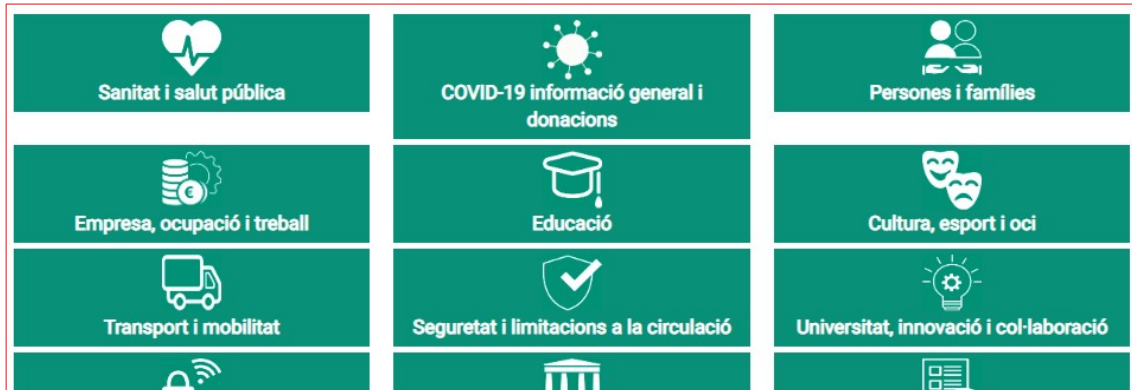 Sanitat i salut pública
COVID-19 informació general i
donacions
Persones i famílies
Empresa, ocupació i treball
Educació
Cultura, esport i oci
Transport i mobilitat
Seguretat i limitacions a la circulació
Universitat, innovació i col·laboració